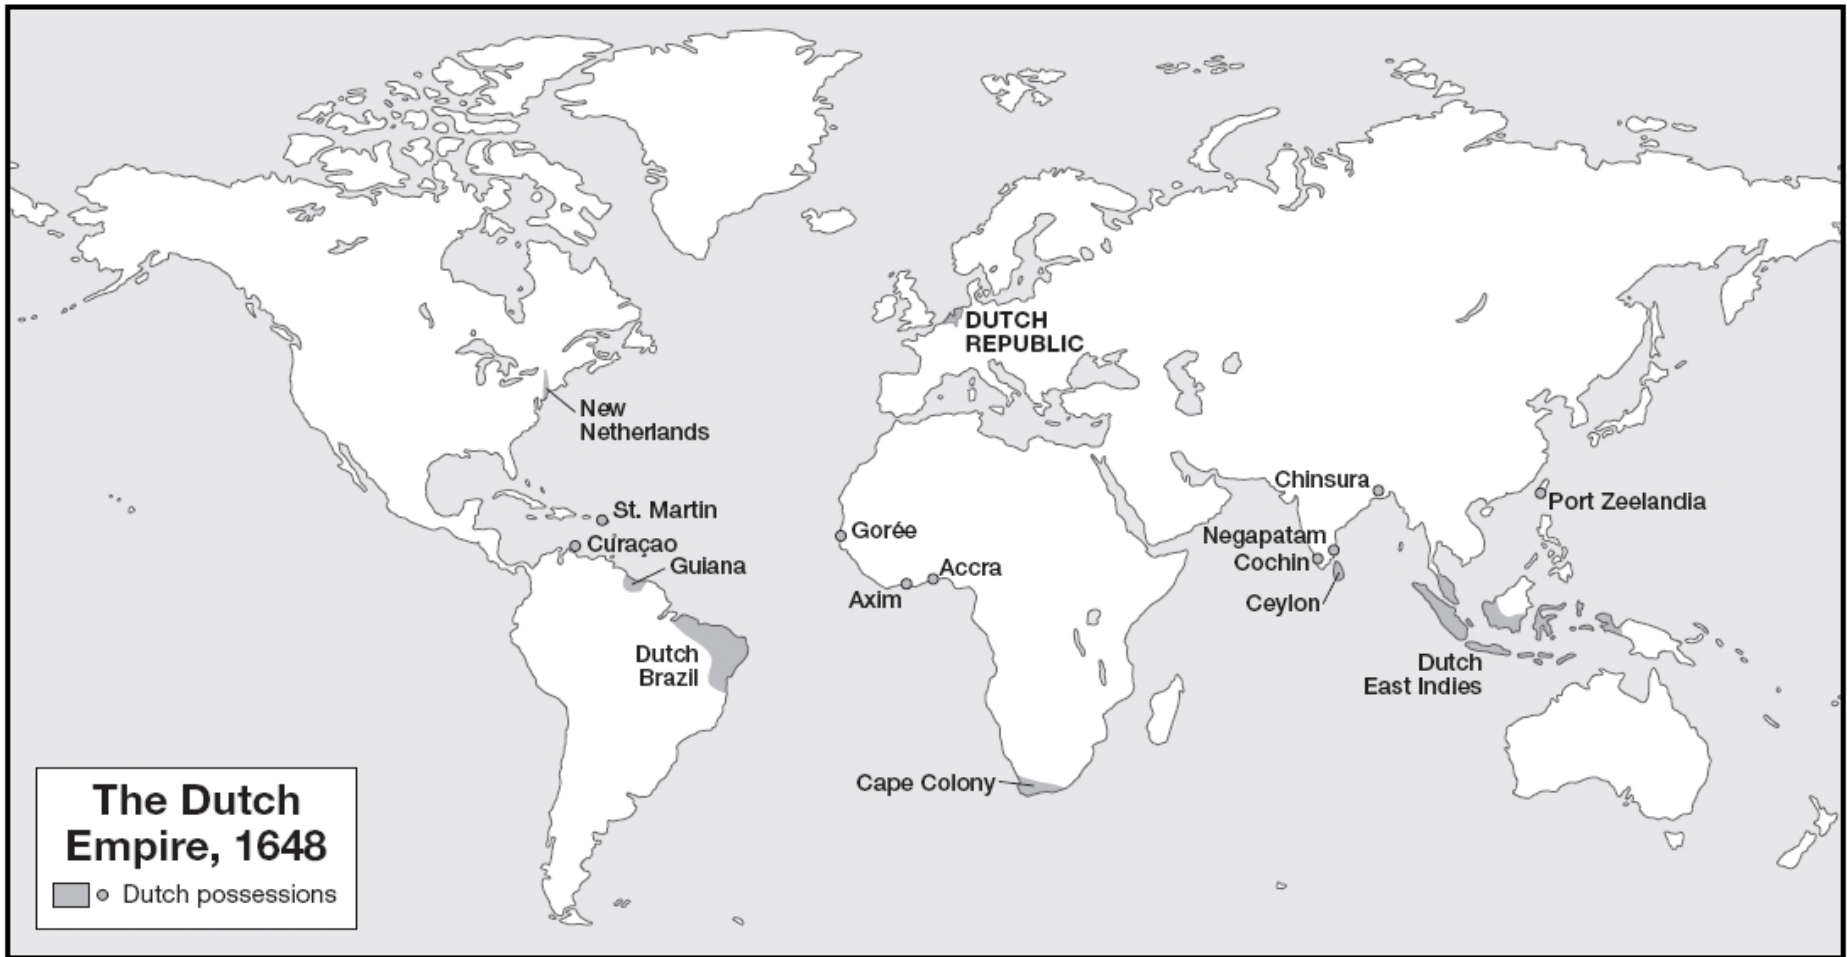 DUTCH
REPUBLIC
New
Netherlands
St. Martin
Curaçao
Guiana
Dutch
Brazil
Gorée
Accra
Axim
Cape Colony
Chinsura
Port Zeelandia
Negapatam
Cochin
Ceylon
Dutch
East Indies
The Dutch
Empire, 1648
Dutch possessions